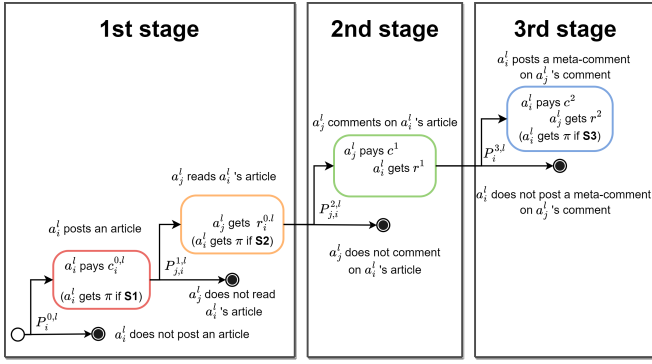 1st stage
a_i^l posts an article
a_i^l pays c_i^{0,l}
(a_i^l gets π if S1)
P_i^{0,l}
a_i^l does not post an article
a_j^l reads a_i^l 's article
a_j^l gets r_i^{0,l}
(a_i^l gets π if S2)
P_{j,i}^{1,l}
a_j^l does not read
a_i^l 's article
2nd stage
a_j^l comments on a_i^l 's article
a_j^l pays c^1
a_i^l gets r^1
P_{j,i}^{2,l}
a_j^l does not comment
on a_i^l 's article
3rd stage
a_i^l posts a meta-comment
on a_j^l 's comment
a_i^l pays c^2
a_j^l gets r^2
(a_i^l gets π if S3)
P_i^{3,l}
a_i^l does not post a meta-comment
on a_j^l 's comment